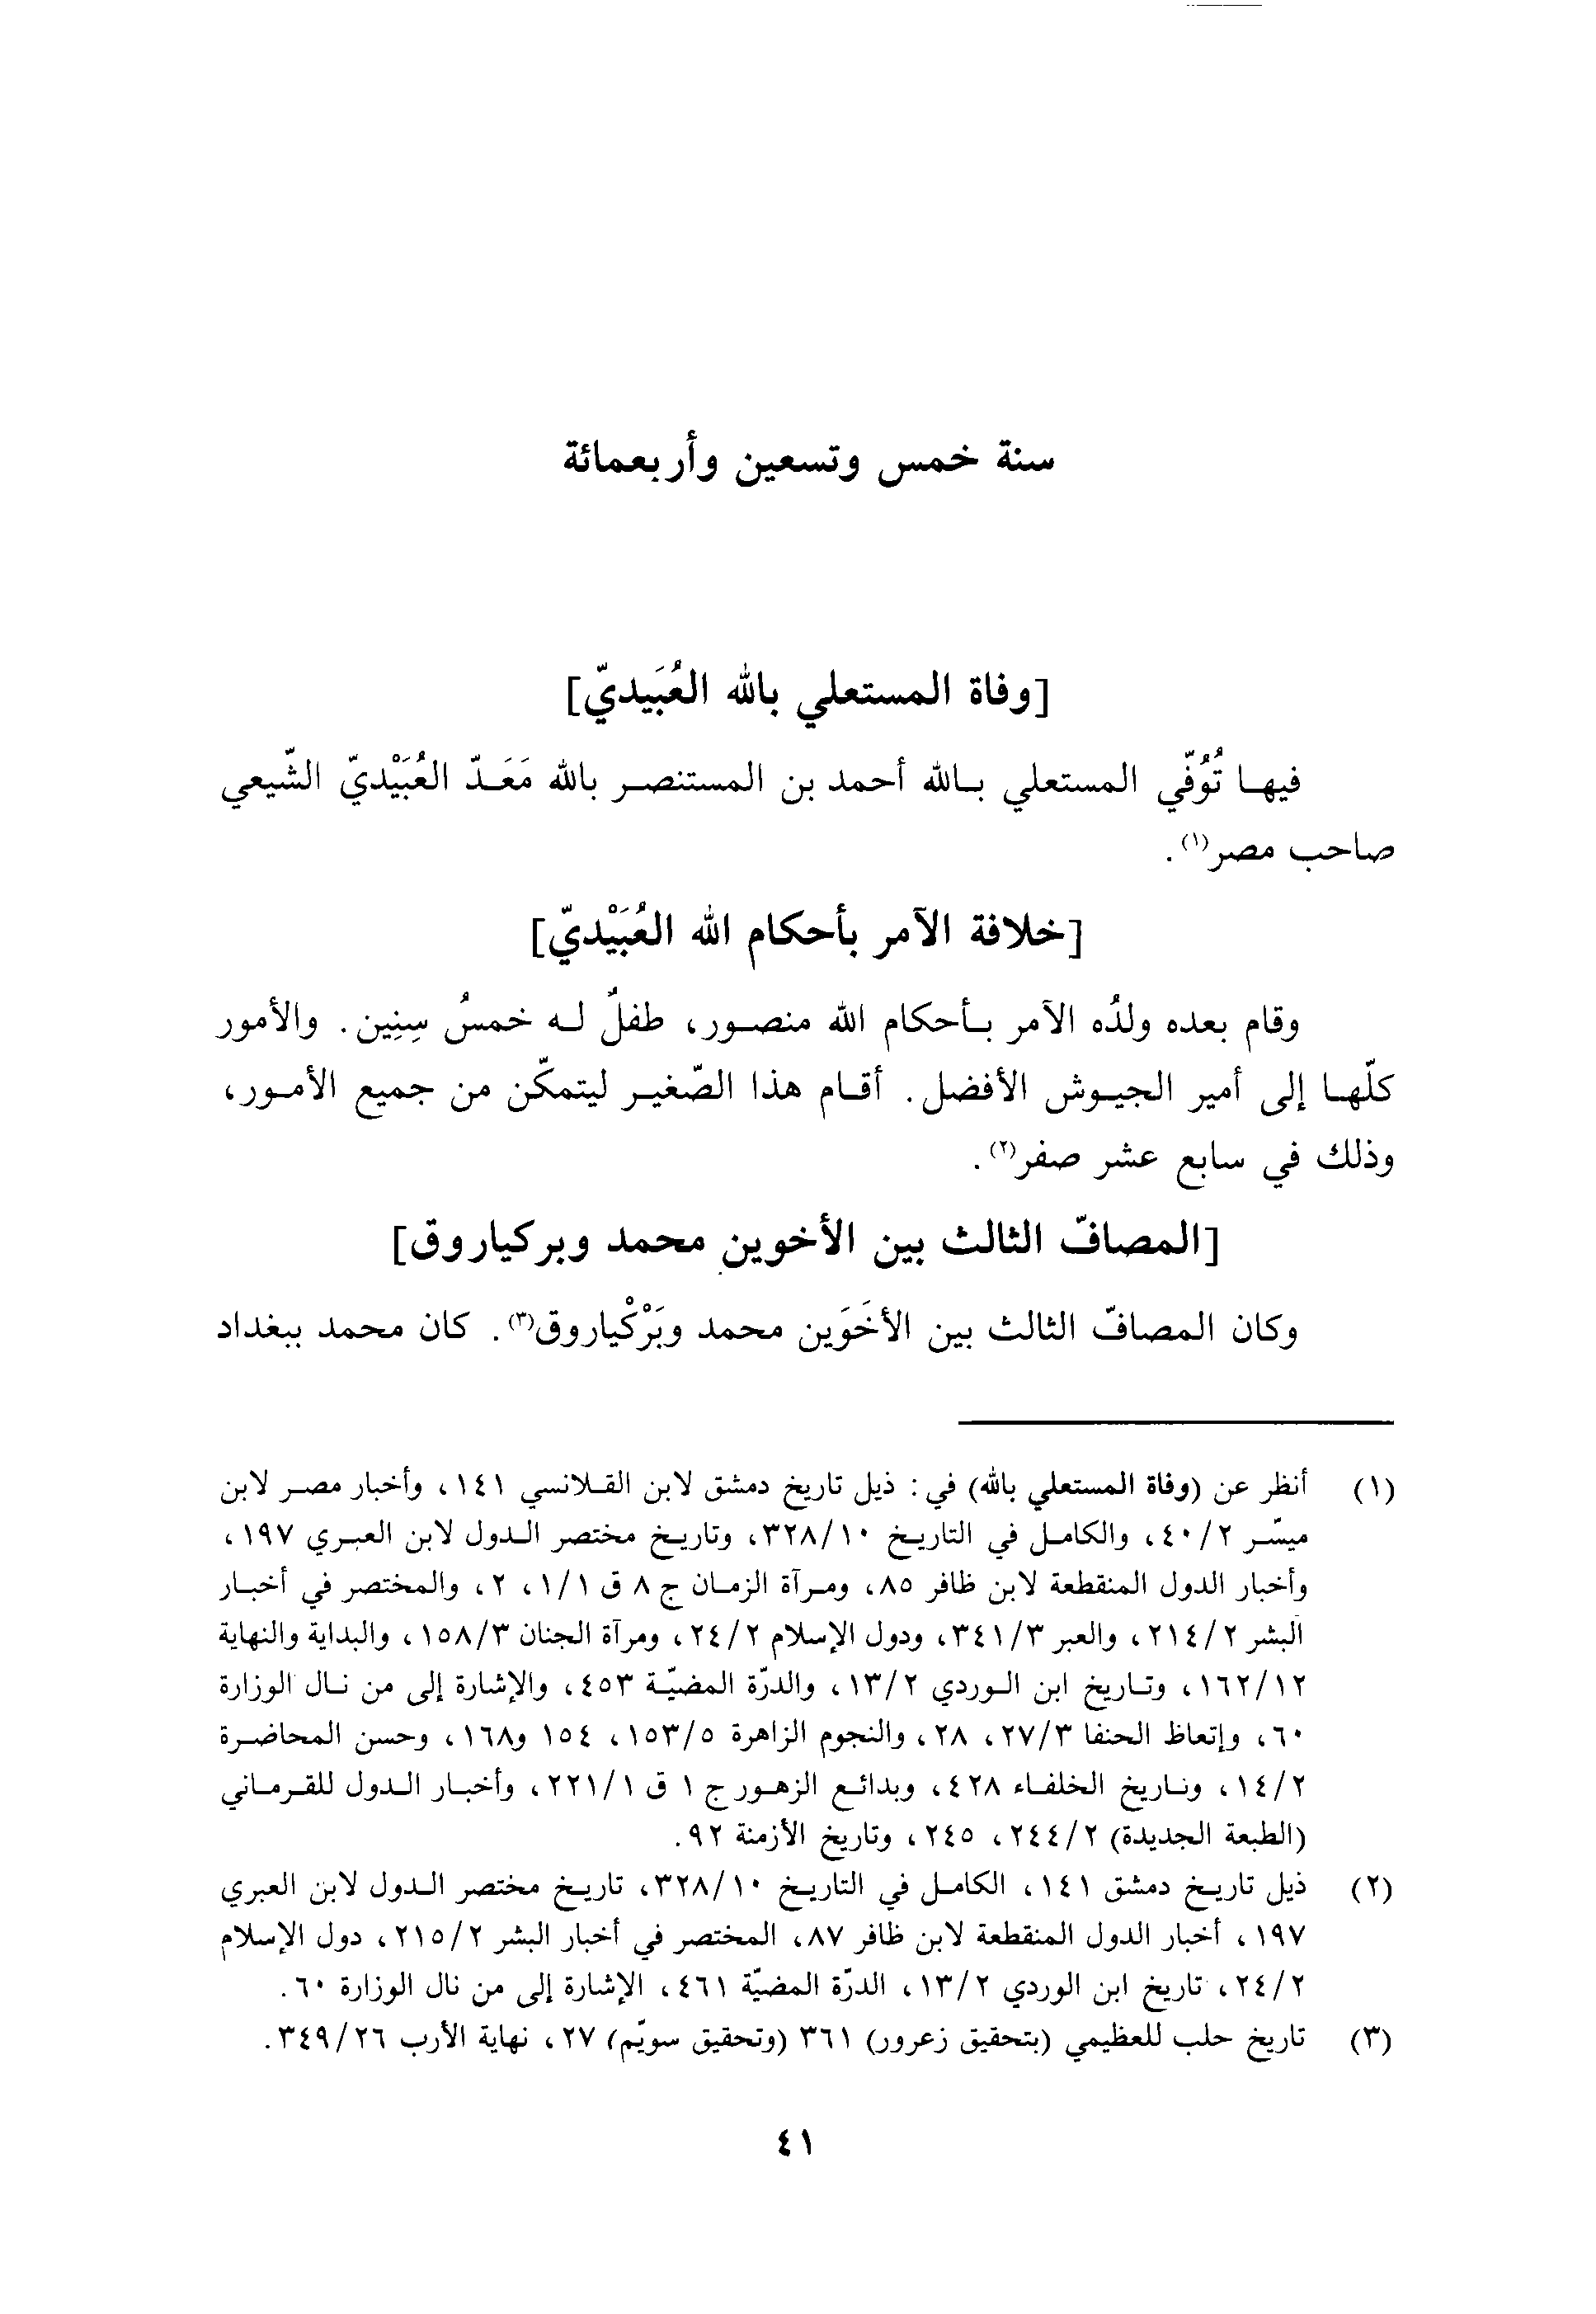 سنة خمس وتسعين وأربعمائة
[وفاة المستعلي بالله العُبَيديّ]
فيها تُوُفّي المستعلي بالله أحمد بن المستنصر بالله مَعَدّ العُبَيْديّ الشّيعي
صاحب مصر(١).
[خلافة الآمر بأحكام الله العُبَيْديّ]
وقام بعده ولدُه الآمر بأحكام الله منصور، طفلٌ له خمسُ سِنِين. والأمور
كلّها إلى أمير الجيوش الأفضل. أقام هذا الصّغير ليتمكّن من جميع الأمور،
وذلك في سابع عشر صفر(٢).
[المصافّ الثالث بين الأخوين محمد وبركياروق]
وكان المصافّ الثالث بين الأخَوَين محمد وبَرْكْياروق(٣). كان محمد ببغداد
(١) أنظر عن (وفاة المستعلي بالله) في: ذيل تاريخ دمشق لابن القلانسي ١٤١، وأخبار مصر لابن
ميسّر ٤٠/٢، والكامل في التاريخ ٣٢٨/١٠، وتاريخ مختصر الدول لابن العبري ١٩٧،
وأخبار الدول المنقطعة لابن ظافر ٨٥، ومرآة الزمان ج ٨ ق ١/١، ٢، والمختصر في أخبار
البشر ٢١٤/٢، والعبر ٣٤١/٣، ودول الإسلام ٢٤/٢، ومرآة الجنان ١٥٨/٣، والبداية والنهاية
١٦٢/١٢، وتاريخ ابن الوردي ١٣/٢، والدرّة المضيّة ٤٥٣، والإشارة إلى من نال الوزارة
٦٠، وإتعاظ الحنفا ٢٧/٣، ٢٨، والنجوم الزاهرة ١٥٣/٥، ١٥٤ و١٦٨، وحسن المحاضرة
١٤/٢، وتاريخ الخلفاء ٤٢٨، وبدائع الزهور ج ١ ق ٢٢١/١، وأخبار الدول للقرماني
(الطبعة الجديدة) ٢٤٤/٢، ٢٤٥، وتاريخ الأزمنة ٩٢.
(٢) ذيل تاريخ دمشق ١٤١، الكامل في التاريخ ٣٢٨/١٠، تاريخ مختصر الدول لابن العبري
١٩٧، أخبار الدول المنقطعة لابن ظافر ٨٧، المختصر في أخبار البشر ٢١٥/٢، دول الإسلام
٢٤/٢، تاريخ ابن الوردي ١٣/٢، الدرّة المضيّة ٤٦١، الإشارة إلى من نال الوزارة ٦٠.
(٣) تاريخ حلب للعظيمي (بتحقيق زعرور) ٣٦١ (وتحقيق سويّم) ٢٧، نهاية الأرب ٣٤٩/٢٦.
٤١